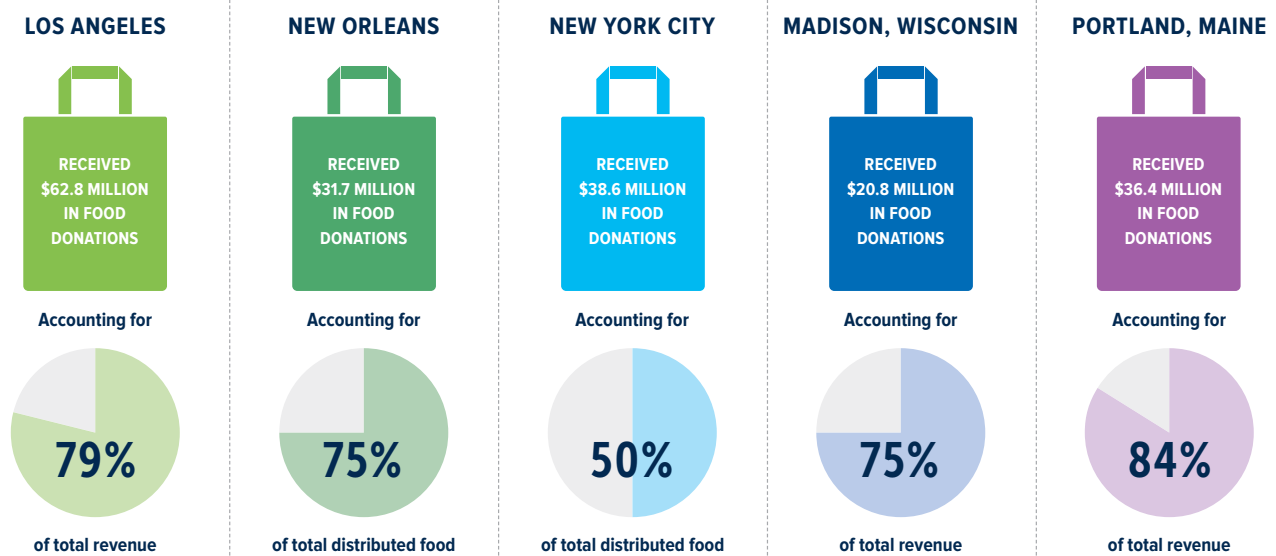 LOS ANGELES
RECEIVED
$62.8 MILLION
IN FOOD
DONATIONS
Accounting for
79%
of total revenue
NEW ORLEANS
RECEIVED
$31.7 MILLION
IN FOOD
DONATIONS
Accounting for
75%
of total distributed food
NEW YORK CITY
RECEIVED
$38.6 MILLION
IN FOOD
DONATIONS
Accounting for
50%
of total distributed food
MADISON, WISCONSIN
RECEIVED
$20.8 MILLION
IN FOOD
DONATIONS
Accounting for
75%
of total revenue
PORTLAND, MAINE
RECEIVED
$36.4 MILLION
IN FOOD
DONATIONS
Accounting for
84%
of total revenue